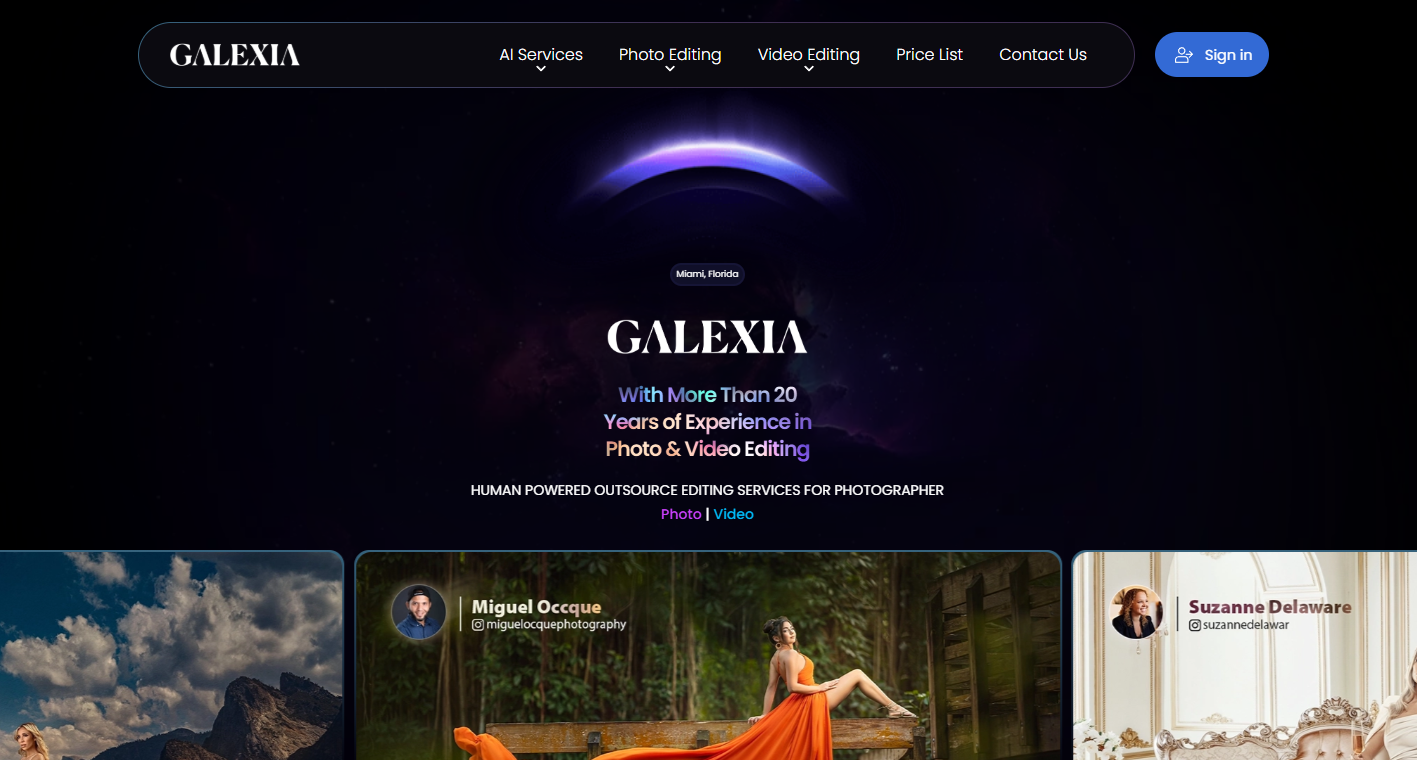 GALEXIA
AI Services
Photo Editing
Video Editing
Price List
Contact Us
Sign in
Miami, Florida
GALEXIA
With More Than 20
Years of Experience in
Photo & Video Editing
HUMAN POWERED OUTSOURCE EDITING SERVICES FOR PHOTOGRAPHER
Photo | Video
Miguel Occque
miguelocquephotography
Suzanne Delaware
suzannedelawar